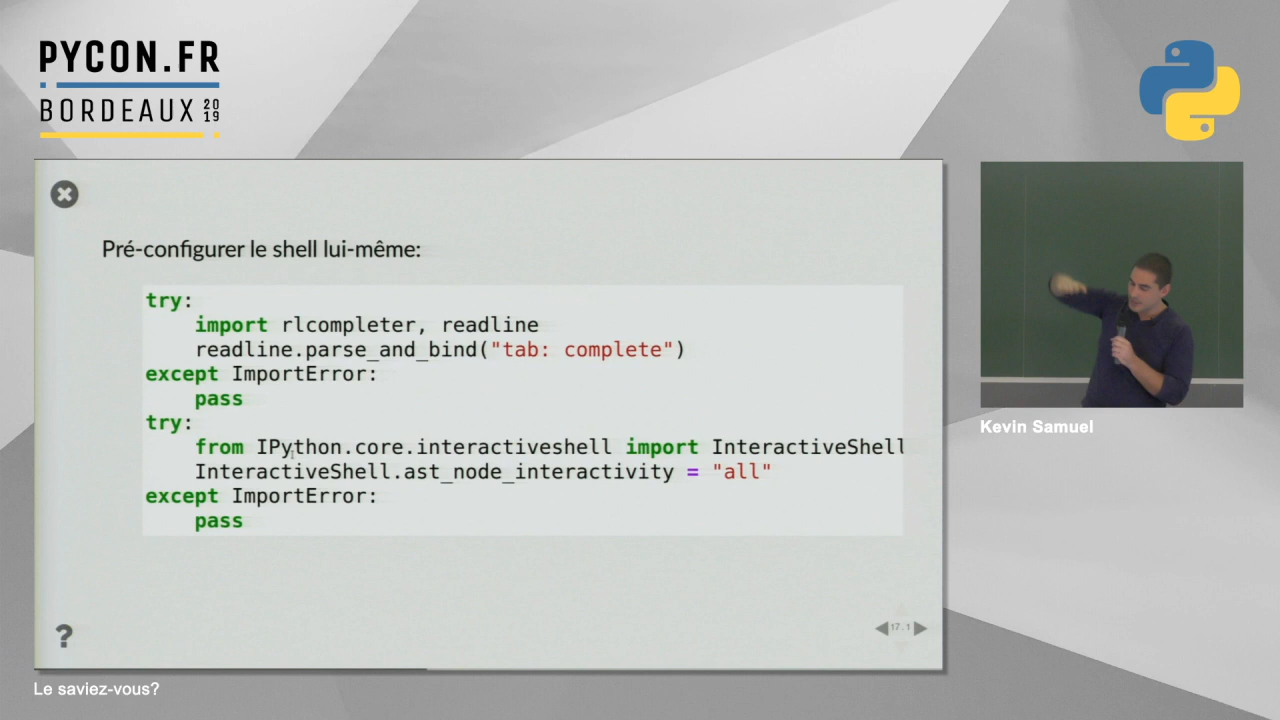 PYCON.FR
BORDEAUX 2019
Pré-configurer le shell lui-même:
try:
    import rlcompleter, readline
    readline.parse_and_bind("tab: complete")
except ImportError:
    pass
try:
    from IPython.core.interactiveshell import InteractiveShell
    InteractiveShell.ast_node_interactivity = "all"
except ImportError:
    pass
?
17.1
Kevin Samuel
Le saviez-vous?